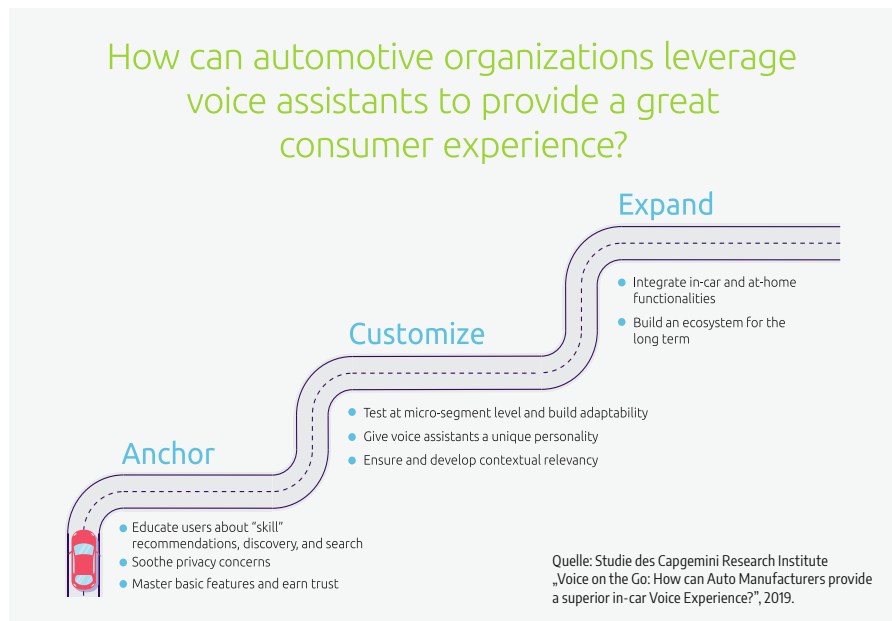 How can automotive organizations leverage
voice assistants to provide a great
consumer experience?
Expand
Integrate in-car and at-home
functionalities
Build an ecosystem for the
long term
Customize
Test at micro-segment level and build adaptability
Give voice assistants a unique personality
Ensure and develop contextual relevancy
Anchor
Educate users about “skill”
recommendations, discovery, and search
Soothe privacy concerns
Master basic features and earn trust
Quelle: Studie des Capgemini Research Institute
„Voice on the Go: How can Auto Manufacturers provide
a superior in-car Voice Experience?”, 2019.